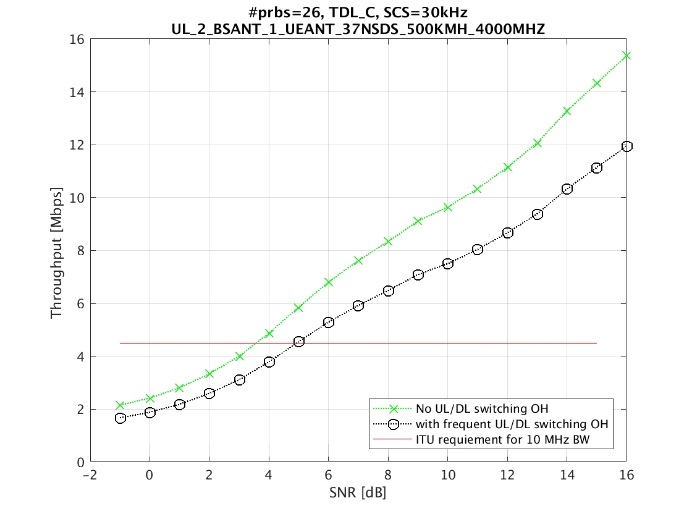 #prbs=26, TDL_C, SCS=30kHz
UL_2_BSANT_1_UEANT_37NSDS_500KMH_4000MHZ
16
14
12
10
8
6
4
2
0
Throughput [Mbps]
No UL/DL switching OH
with frequent UL/DL switching OH
ITU requiement for 10 MHz BW
-2 0 2 4 6 8 10 12 14 16
SNR [dB]